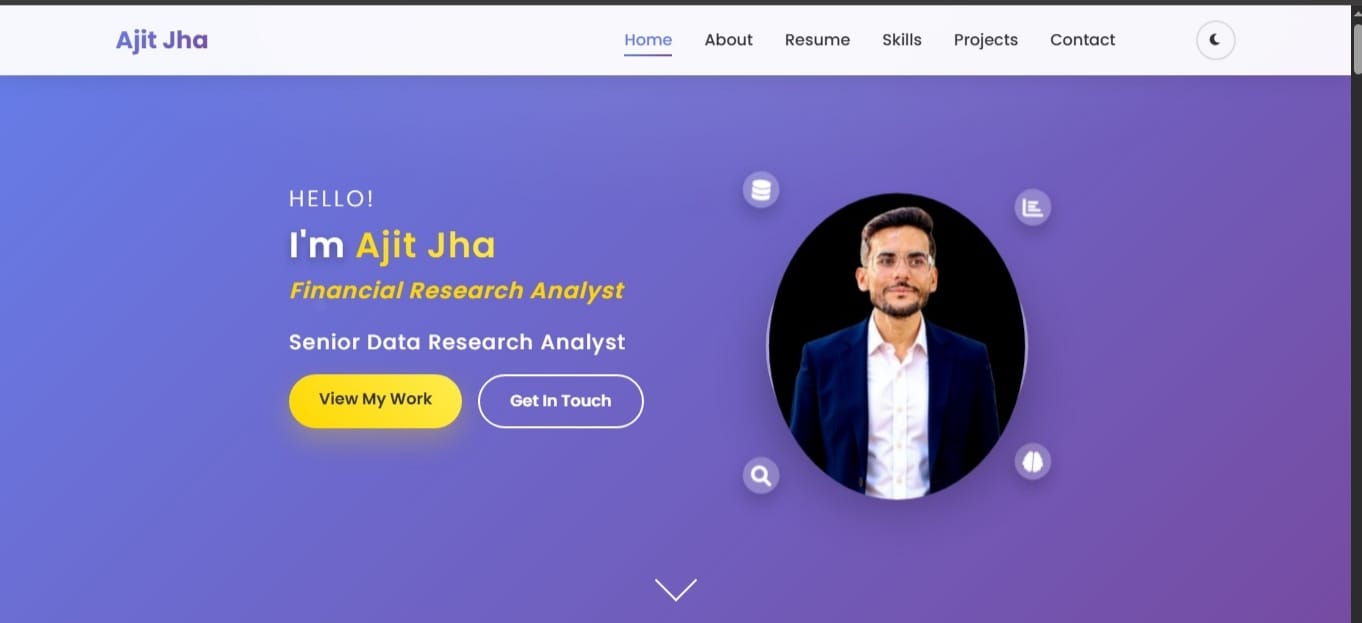 Ajit Jha
Home About Resume Skills Projects Contact
HELLO!
I'm Ajit Jha
Financial Research Analyst
Senior Data Research Analyst
View My Work
Get In Touch